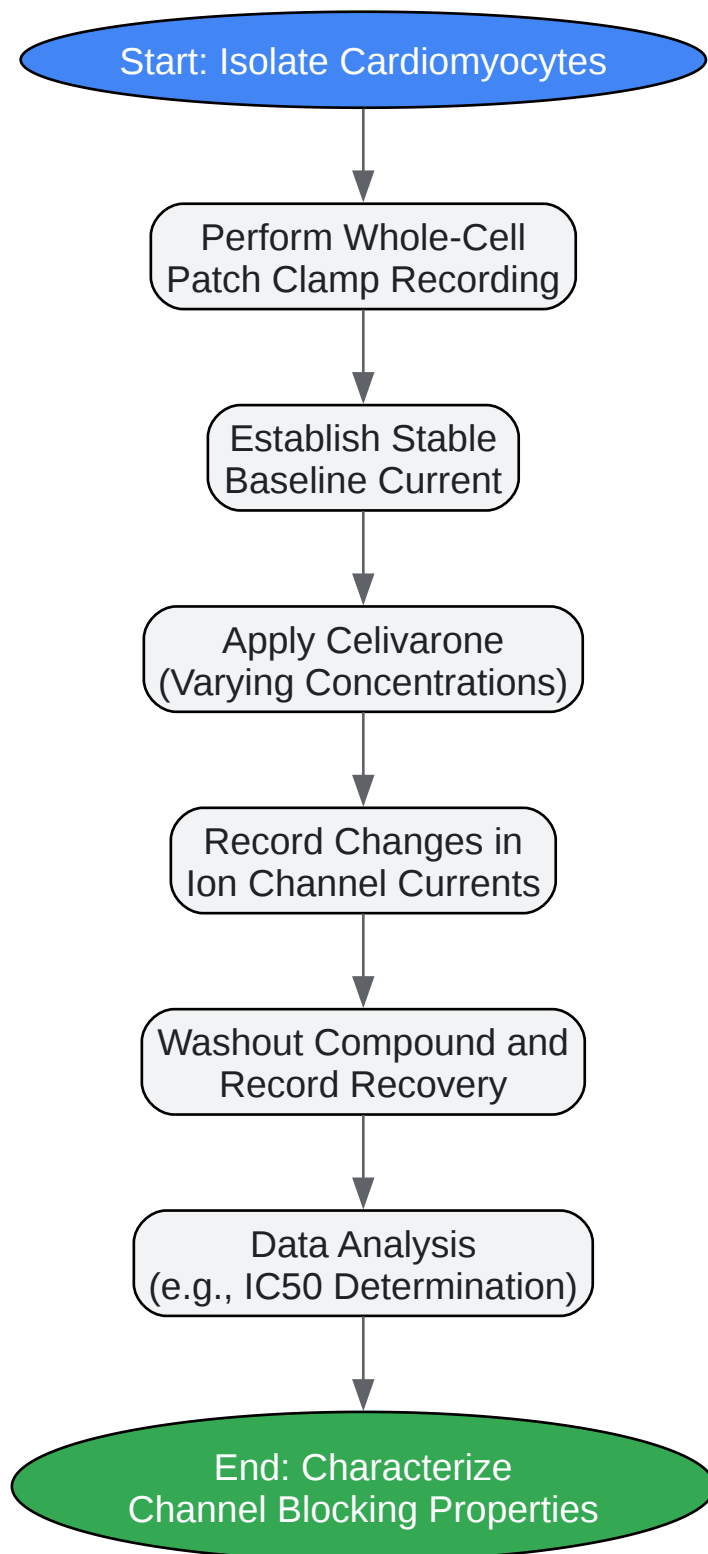 Start: Isolate Cardiomyocytes
Perform Whole-Cell
Patch Clamp Recording
Establish Stable
Baseline Current
Apply Celivarone
(Varying Concentrations)
Record Changes in
Ion Channel Currents
Washout Compound and
Record Recovery
Data Analysis
(e.g., IC50 Determination)
End: Characterize
Channel Blocking Properties